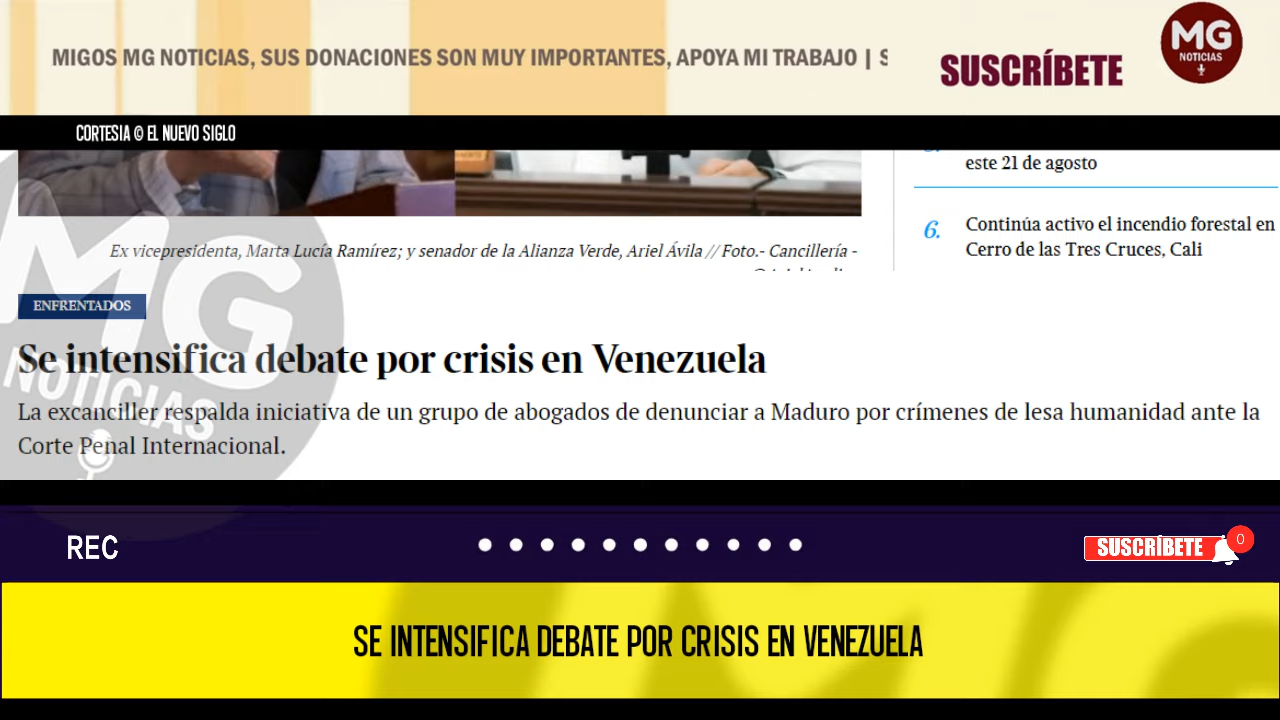 MIGOS MG NOTICIAS, SUS DONACIONES SON MUY IMPORTANTES, APOYA MI TRABAJO | S
SUSCRÍBETE
MG
NOTICIAS
CORTESIA © EL NUEVO SIGLO
este 21 de agosto
6. Continúa activo el incendio forestal en
Cerro de las Tres Cruces, Cali
Ex vicepresidenta, Marta Lucía Ramírez; y senador de la Alianza Verde, Ariel Ávila // Foto.- Cancillería -
ENFRENTADOS
Se intensifica debate por crisis en Venezuela
La excanciller respalda iniciativa de un grupo de abogados de denunciar a Maduro por crímenes de lesa humanidad ante la
Corte Penal Internacional.
MG
NOTICIAS
REC
SUSCRÍBETE
0
SE INTENSIFICA DEBATE POR CRISIS EN VENEZUELA